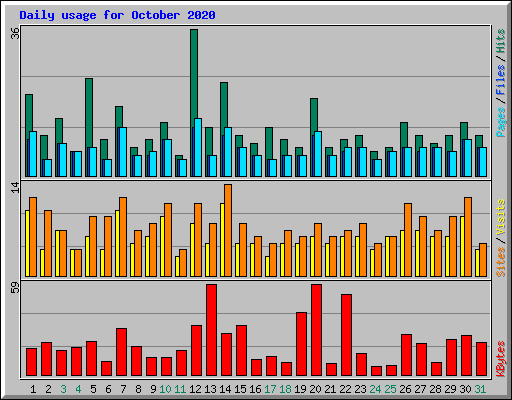 Daily usage for October 2020
36
14
59
Pages / Files / Hits
Sites / Visits
KBytes
1 2 3 4 5 6 7 8 9 10 11 12 13 14 15 16 17 18 19 20 21 22 23 24 25 26 27 28 29 30 31